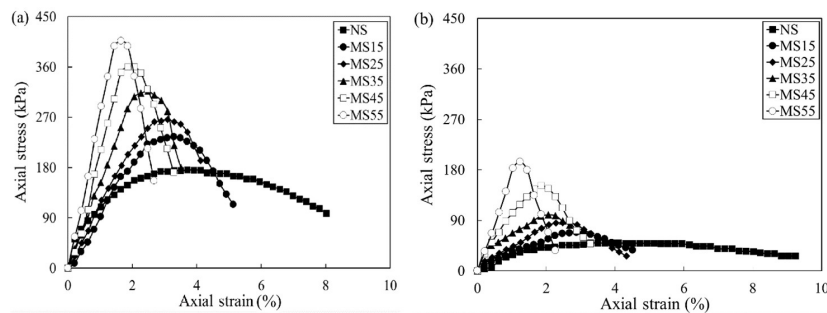 (a)
450
360
270
180
90
0
Axial stress (kPa)
NS
MS15
MS25
MS35
MS45
MS55
0 2 4 6 8 10
Axial strain (%)
(b)
450
360
270
180
90
0
Axial stress (kPa)
NS
MS15
MS25
MS35
MS45
MS55
0 2 4 6 8 10
Axial strain (%)